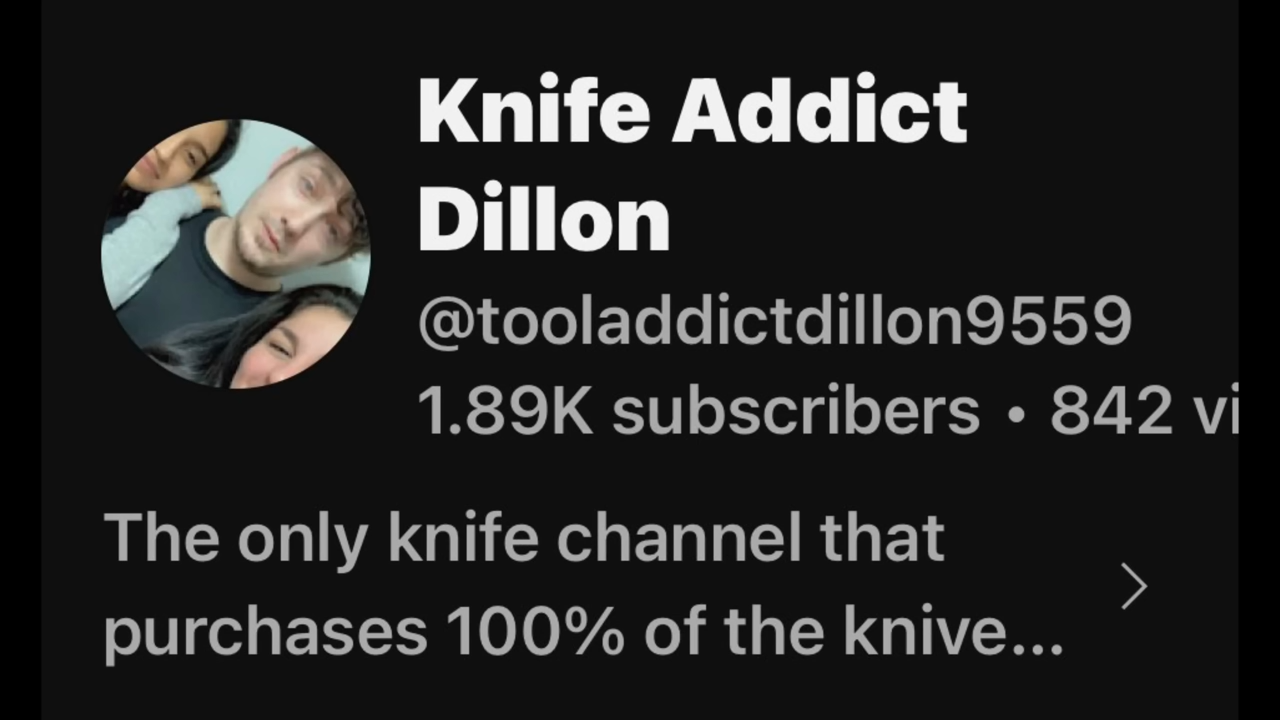 Knife Addict
Dillon
@tooladdictdillon9559
1.89K subscribers • 842 vi
The only knife channel that
purchases 100% of the knive...